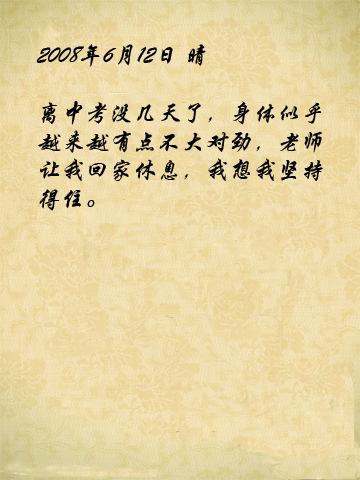 2008年6月12日 晴
离中考没几天了，身体似乎
越来越有点不大对劲，老师
让我回家休息，我想我坚持
得住。